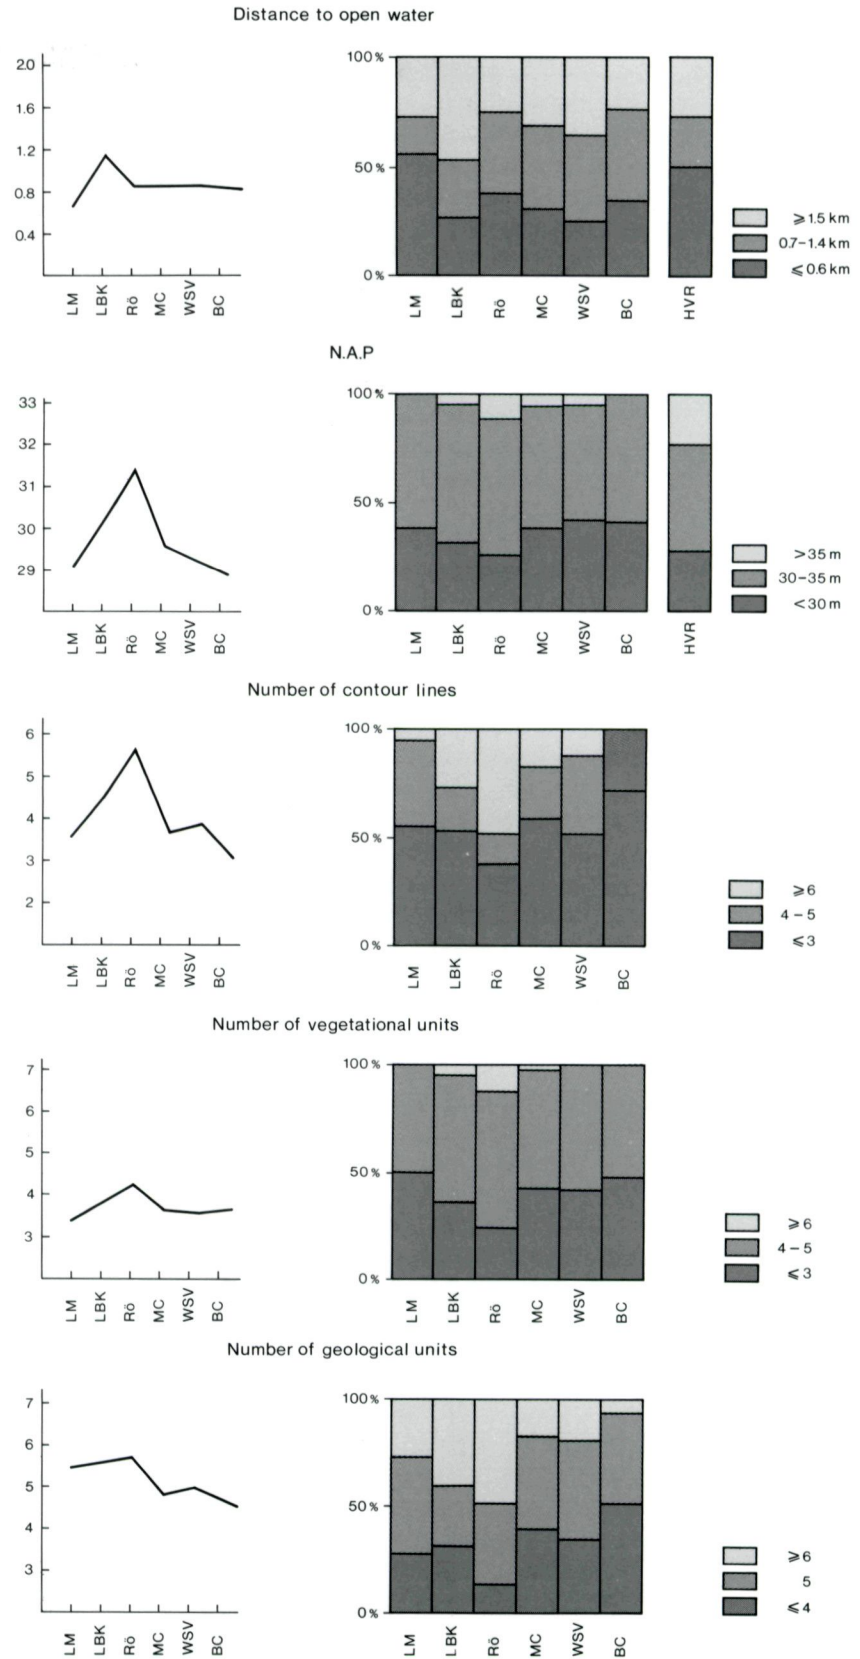 Distance to open water
2.0
1.6
1.2
0.8
0.4
LM LBK Rö MC WSV BC
100%
50%
0%
LM LBK Rö MC WSV BC HVR
⩾1.5 km
0.7–1.4 km
⩽0.6 km
N.A.P
33
32
31
30
29
LM LBK Rö MC WSV BC
100%
50%
0%
LM LBK Rö MC WSV BC HVR
>35 m
30–35 m
<30 m
Number of contour lines
6
5
4
3
2
LM LBK Rö MC WSV BC
100%
50%
0%
LM LBK Rö MC WSV BC
⩾6
4 – 5
⩽3
Number of vegetational units
7
6
5
4
3
LM LBK Rö MC WSV BC
100%
50%
0%
LM LBK Rö MC WSV BC
⩾6
4 – 5
⩽3
Number of geological units
7
6
5
4
3
LM LBK Rö MC WSV BC
100%
50%
0%
LM LBK Rö MC WSV BC
⩾6
5
⩽4